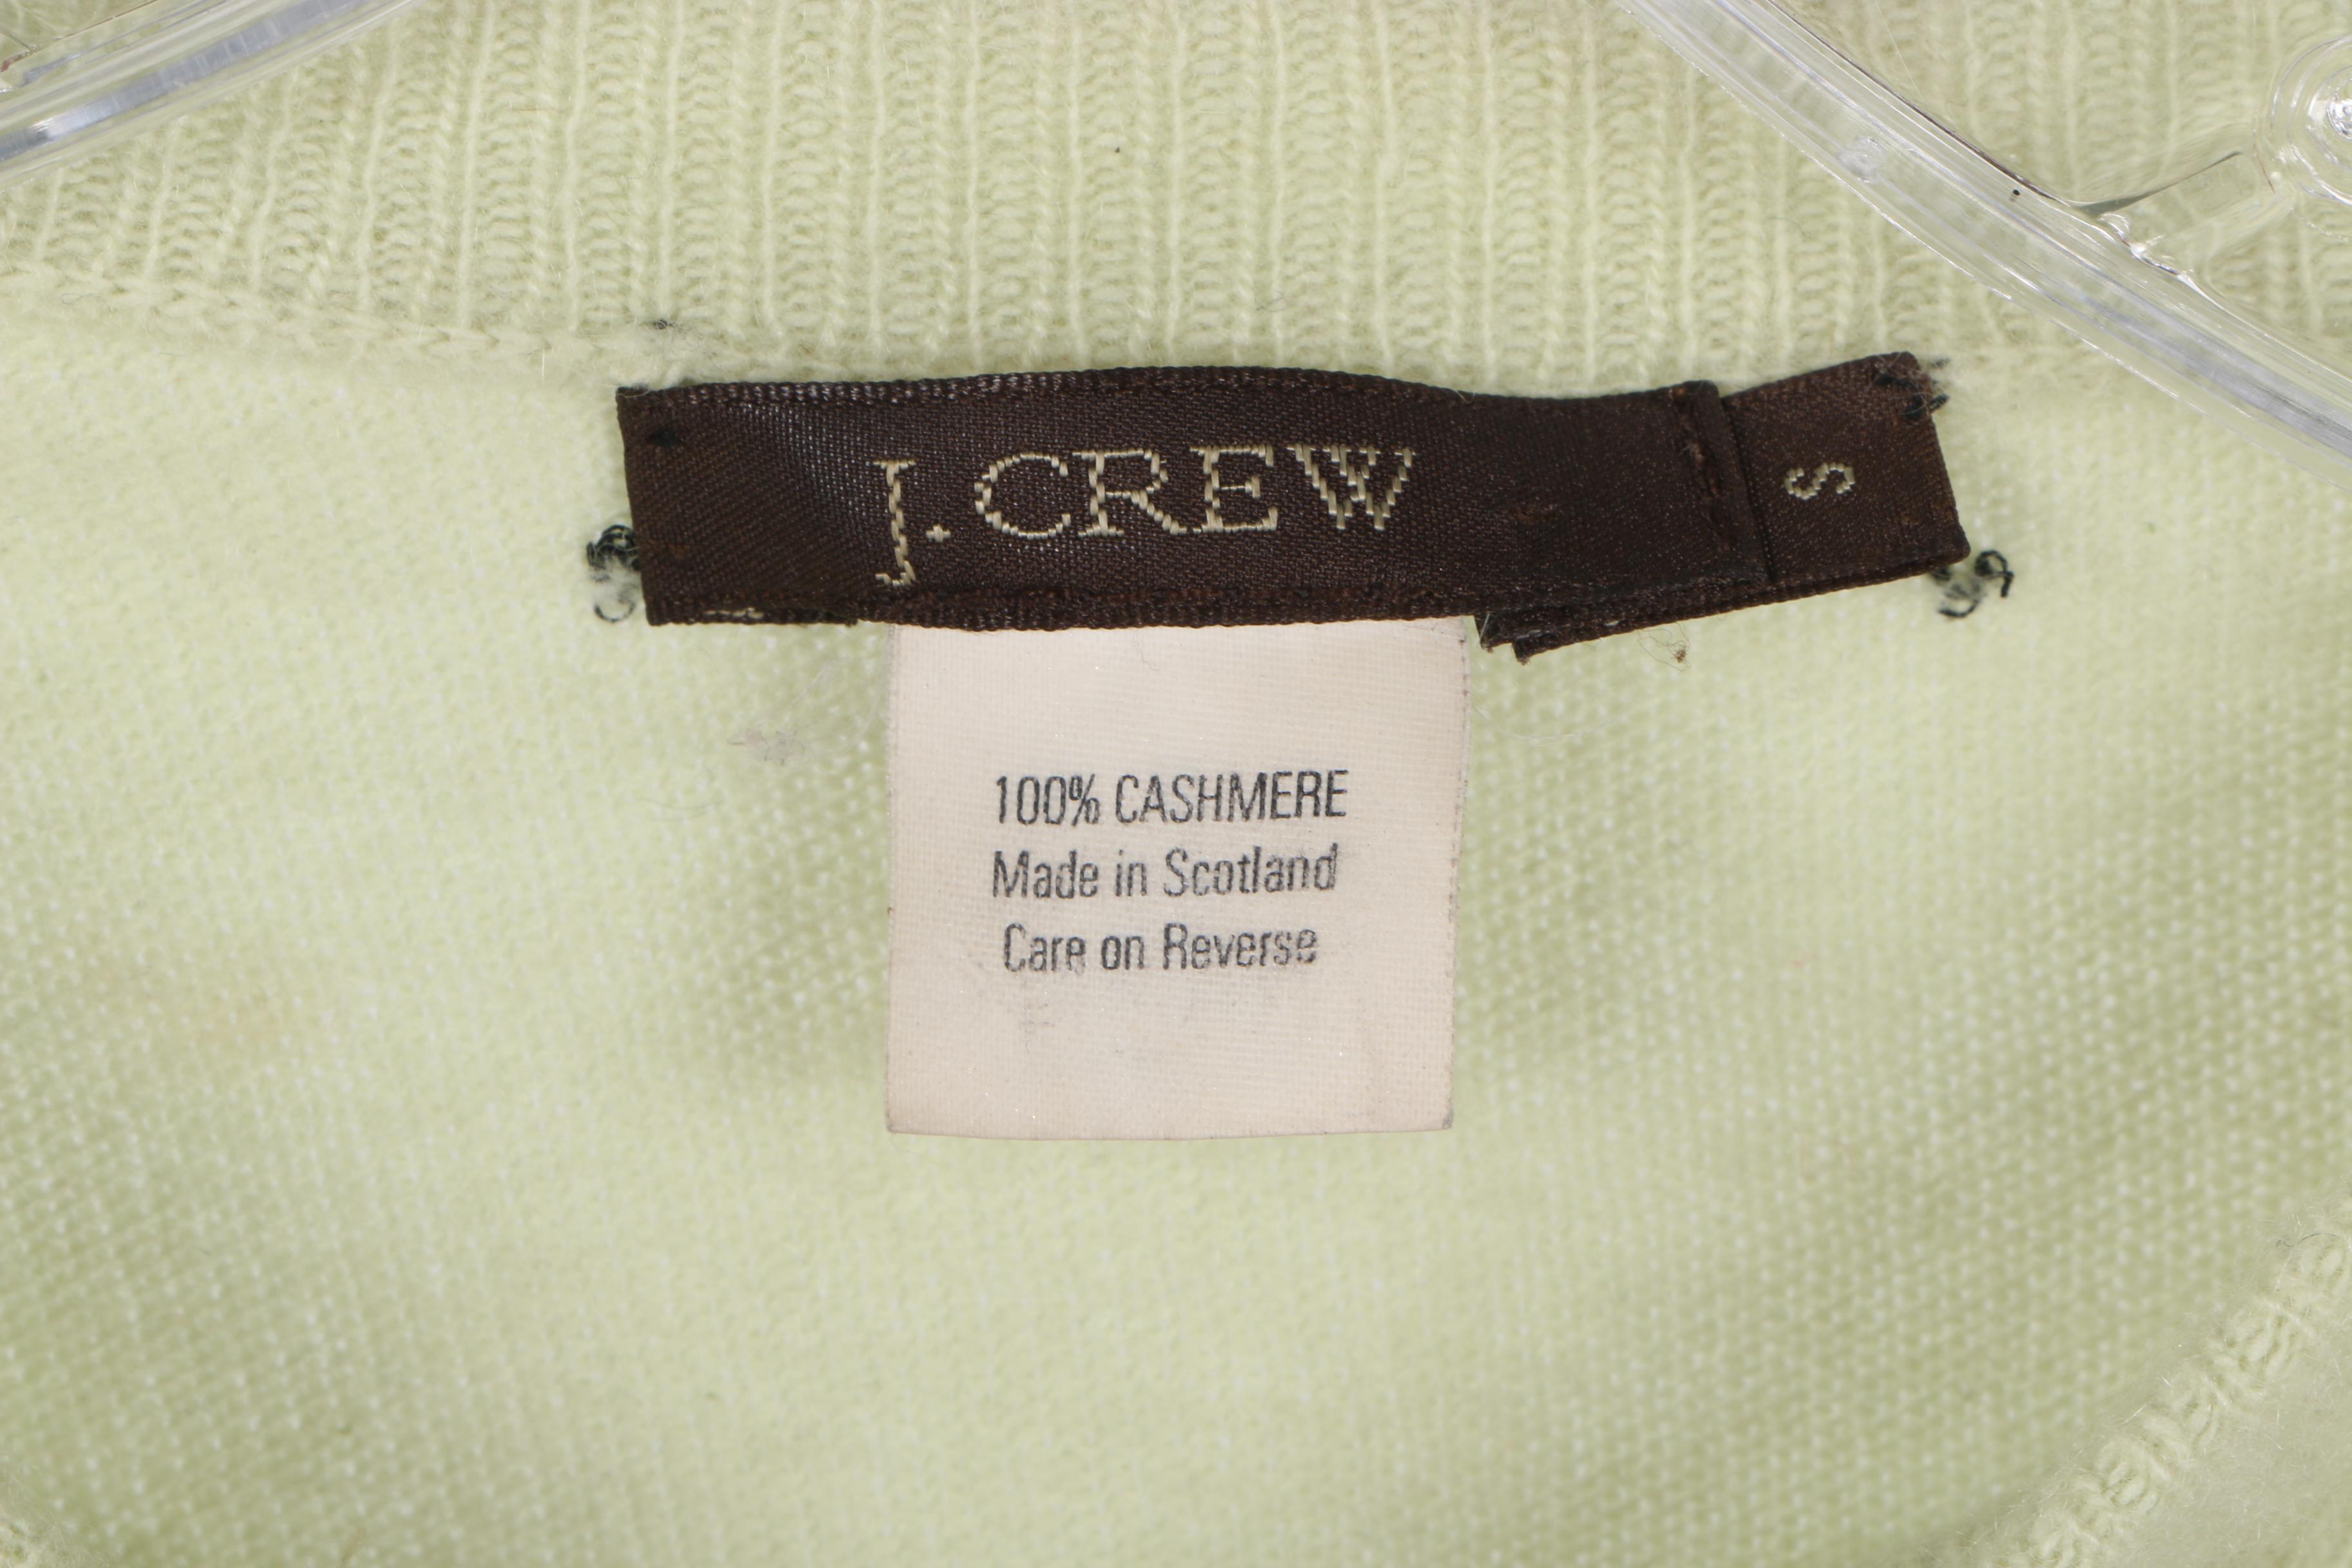 J.CREW
S
100% CASHMERE
Made in Scotland
Care on Reverse